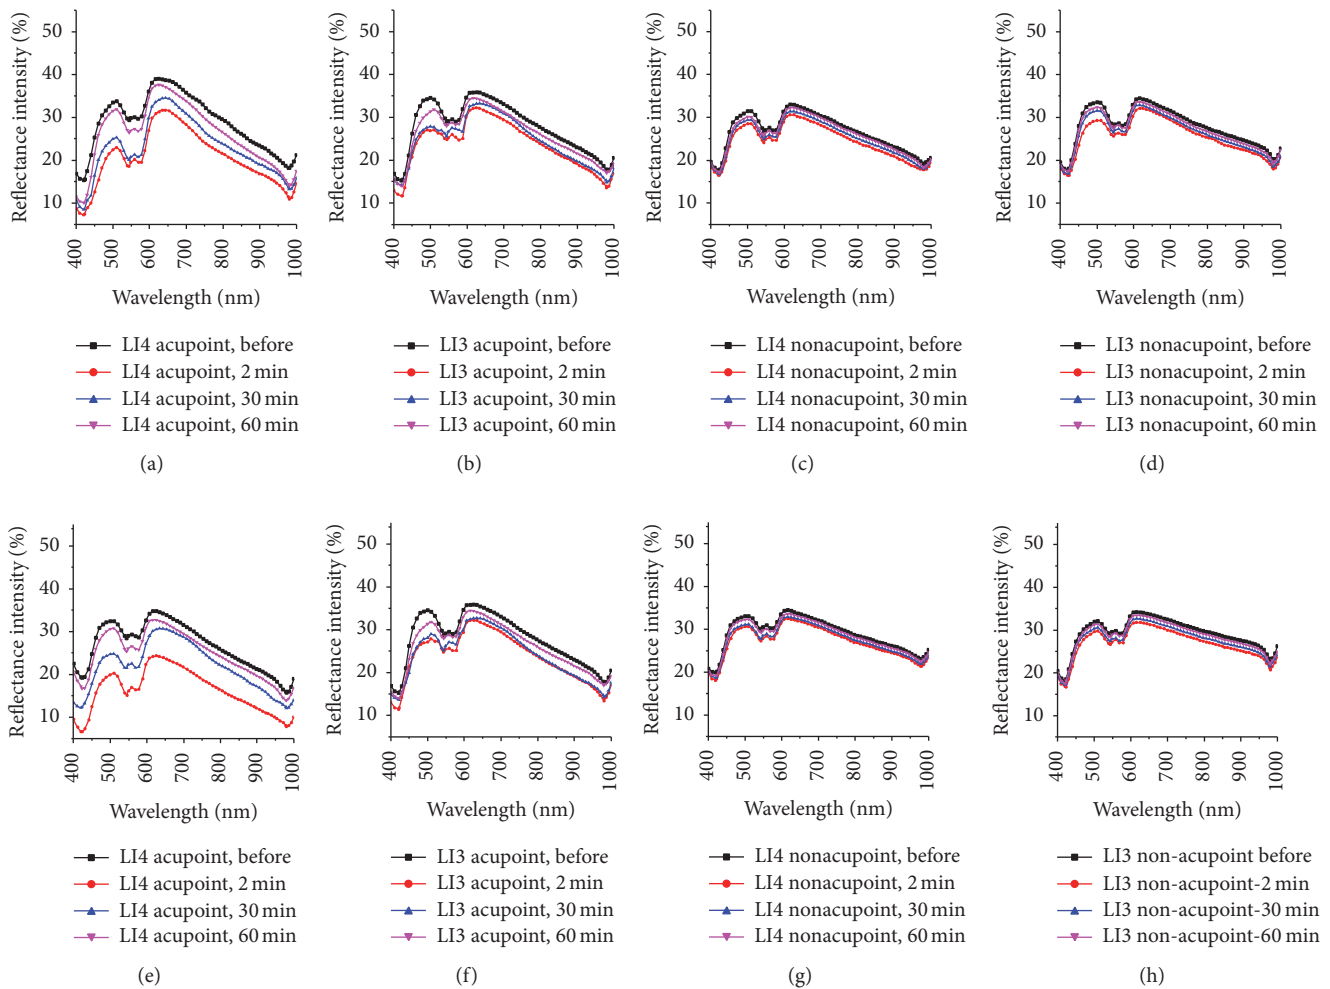 Reflectance intensity (%)
50
40
30
20
10
400
500
600
700
800
900
1000
Wavelength (nm)
LI4 acupoint, before
LI4 acupoint, 2 min
LI4 acupoint, 30 min
LI4 acupoint, 60 min
(a)
Reflectance intensity (%)
50
40
30
20
10
400
500
600
700
800
900
1000
Wavelength (nm)
LI3 acupoint, before
LI3 acupoint, 2 min
LI3 acupoint, 30 min
LI3 acupoint, 60 min
(b)
Reflectance intensity (%)
50
40
30
20
10
400
500
600
700
800
900
1000
Wavelength (nm)
LI4 nonacupoint, before
LI4 nonacupoint, 2 min
LI4 nonacupoint, 30 min
LI4 nonacupoint, 60 min
(c)
Reflectance intensity (%)
50
40
30
20
10
400
500
600
700
800
900
1000
Wavelength (nm)
LI3 nonacupoint, before
LI3 nonacupoint, 2 min
LI3 nonacupoint, 30 min
LI3 nonacupoint, 60 min
(d)
Reflectance intensity (%)
50
40
30
20
10
400
500
600
700
800
900
1000
Wavelength (nm)
LI4 acupoint, before
LI4 acupoint, 2 min
LI4 acupoint, 30 min
LI4 acupoint, 60 min
(e)
Reflectance intensity (%)
50
40
30
20
10
400
500
600
700
800
900
1000
Wavelength (nm)
LI3 acupoint, before
LI3 acupoint, 2 min
LI3 acupoint, 30 min
LI3 acupoint, 60 min
(f)
Reflectance intensity (%)
50
40
30
20
10
400
500
600
700
800
900
1000
Wavelength (nm)
LI4 nonacupoint, before
LI4 nonacupoint, 2 min
LI4 nonacupoint, 30 min
LI4 nonacupoint, 60 min
(g)
Reflectance intensity (%)
50
40
30
20
10
400
500
600
700
800
900
1000
Wavelength (nm)
LI3 non-acupoint before
LI3 non-acupoint-2 min
LI3 non-acupoint-30 min
LI3 non-acupoint-60 min
(h)